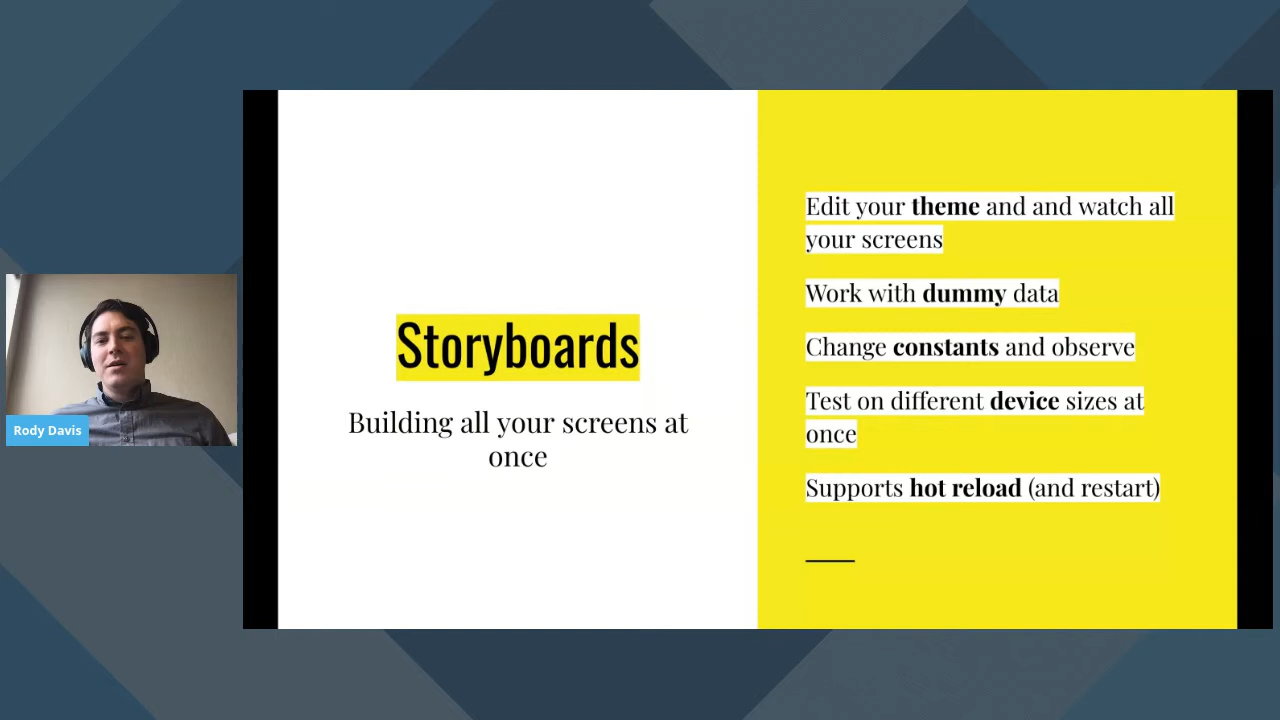 Storyboards
Building all your screens at
once
Edit your theme and and watch all
your screens
Work with dummy data
Change constants and observe
Test on different device sizes at
once
Supports hot reload (and restart)
Rody Davis